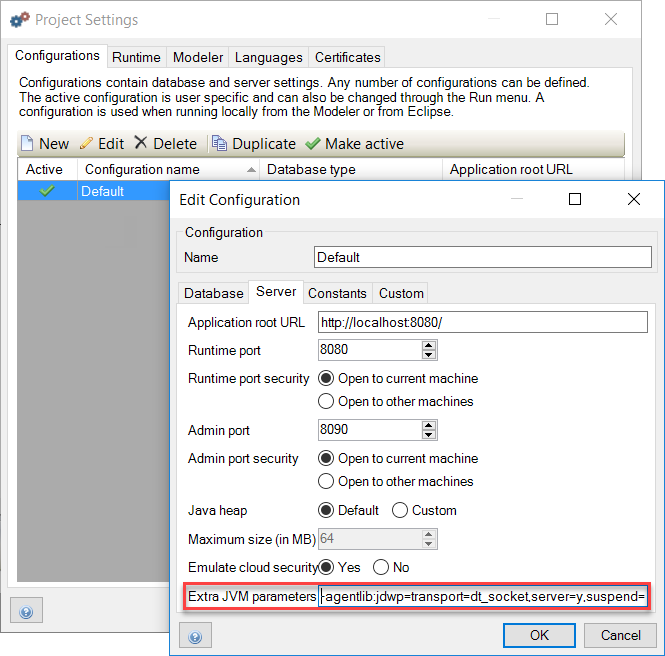 Project Settings
Configurations Runtime Modeler Languages Certificates
Configurations contain database and server settings. Any number of configurations can be defined.
The active configuration is user specific and can also be changed through the Run menu. A
configuration is used when running locally from the Modeler or from Eclipse.
New Edit Delete Duplicate Make active
Active Configuration name Database type Application root URL
Default
Edit Configuration
Configuration
Name Default
Database Server Constants Custom
Application root URL http://localhost:8080/
Runtime port 8080
Runtime port security Open to current machine
Open to other machines
Admin port 8090
Admin port security Open to current machine
Open to other machines
Java heap Default Custom
Maximum size (in MB) 64
Emulate cloud security Yes No
Extra JVM parameters -agentlib:jdwp=transport=dt_socket,server=y,suspend=
OK Cancel